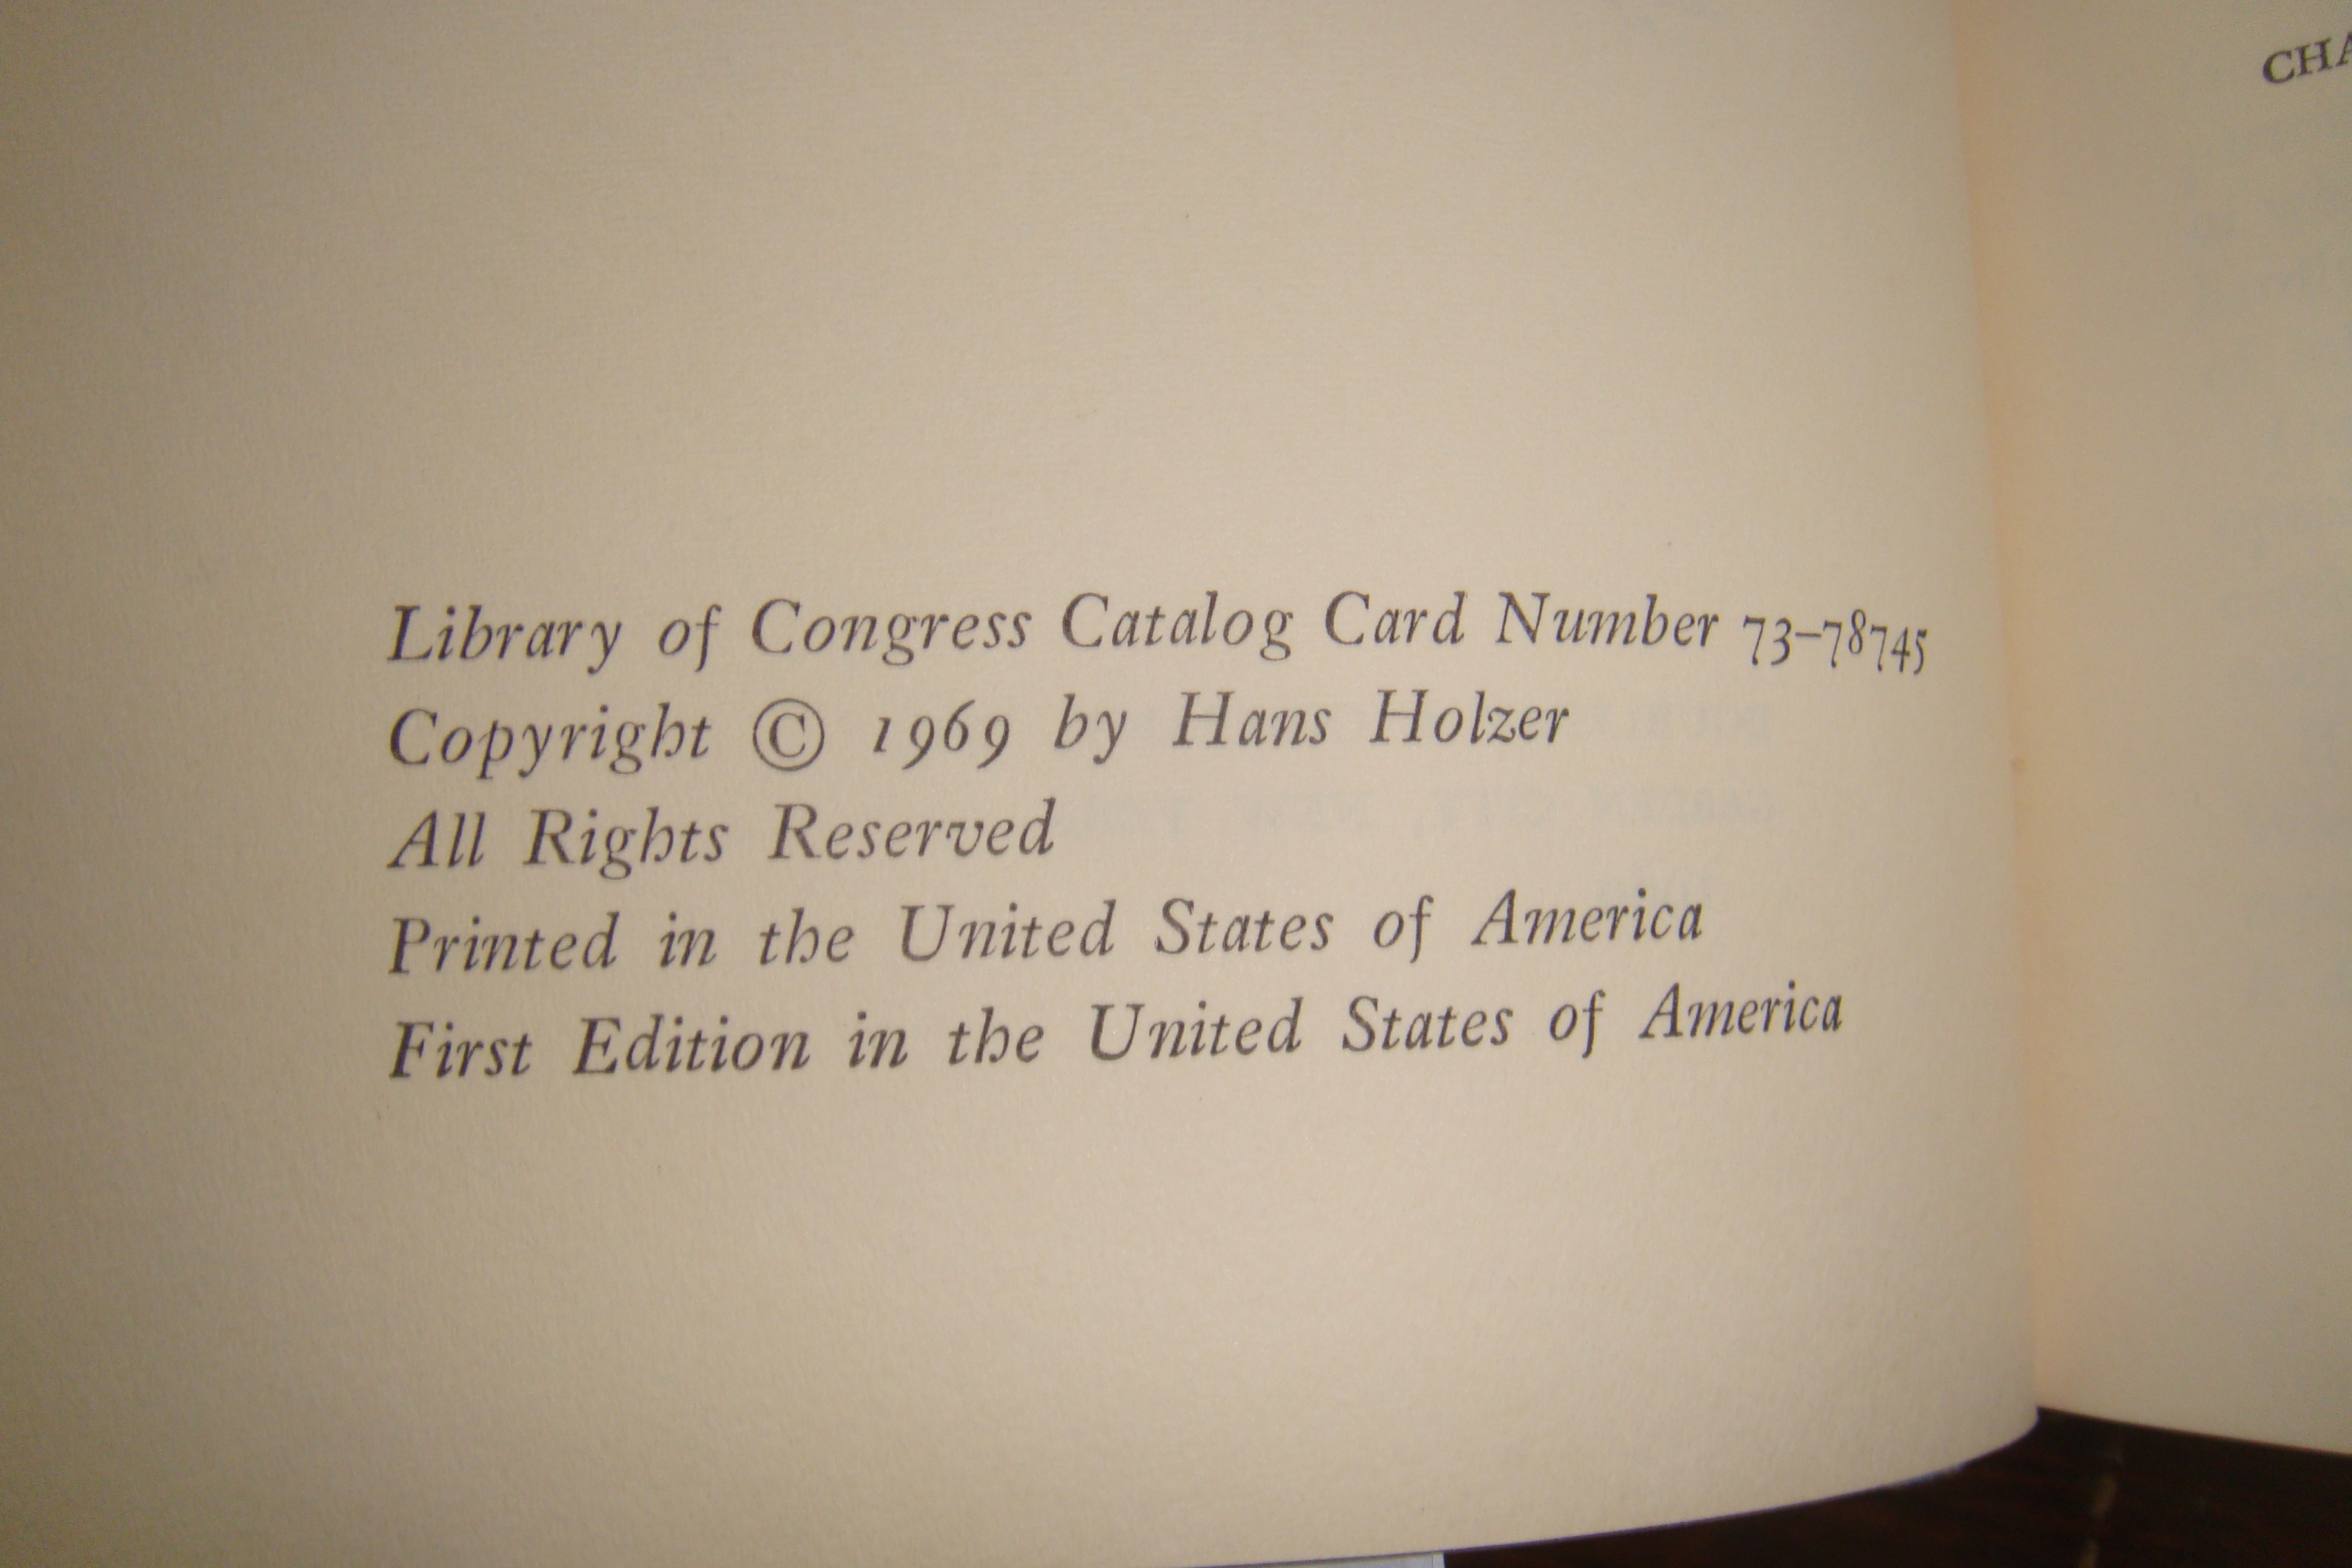 Library of Congress Catalog Card Number 73–78745
Copyright © 1969 by Hans Holzer
All Rights Reserved
Printed in the United States of America
First Edition in the United States of America